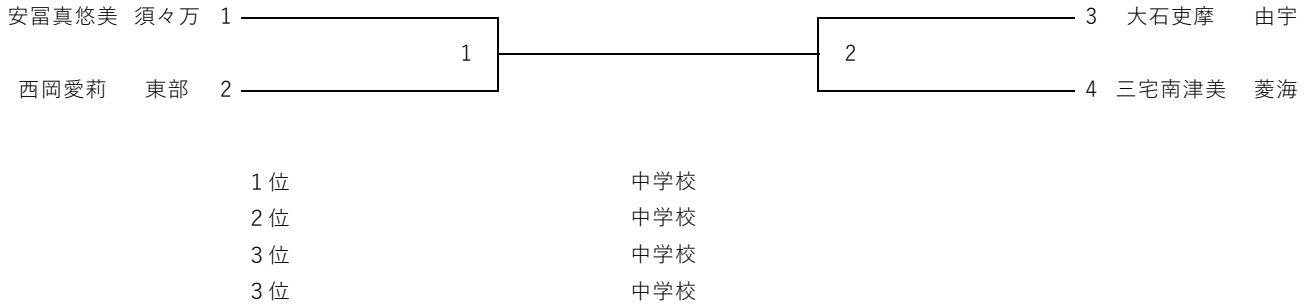 安冨真悠美 須々万 1 3 大石吏摩 由宇
1 2
西岡愛莉 東部 2 4 三宅南津美 菱海
1位 中学校
2位 中学校
3位 中学校
3位 中学校